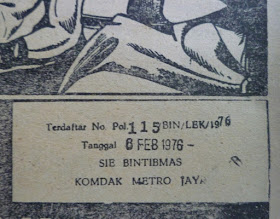 Terdaftar No. Pol. 115 BIN/LEK/1976
Tanggal 6 FEB 1976 -
SIE BINTIBMAS
KOMDAK METRO JAYA